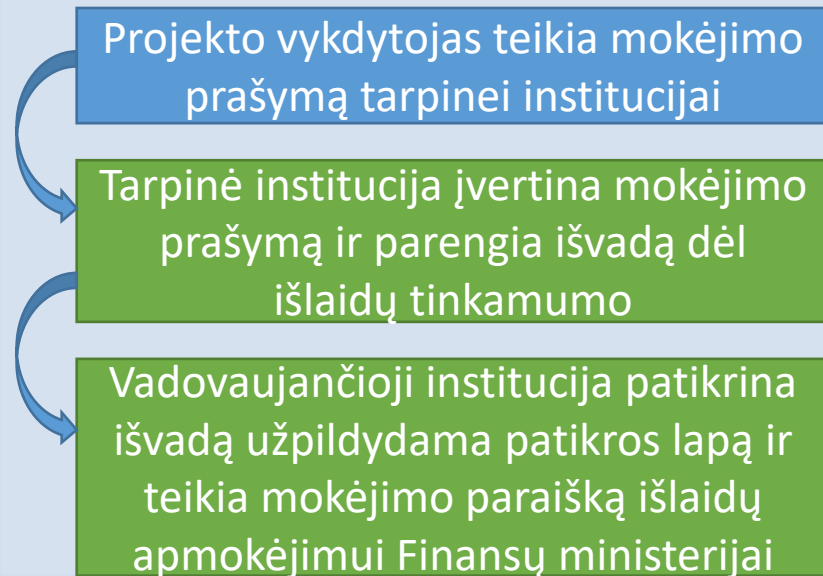 Projekto vykdytojas teikia mokėjimo
prašymą tarpinei institucijai
Tarpinė institucija įvertina mokėjimo
prašymą ir parengia išvadą dėl
išlaidų tinkamumo
Vadovaujančioji institucija patikrina
išvadą užpildydama patikros lapą ir
teikia mokėjimo paraišką išlaidų
apmokėjimui Finansų ministerijai